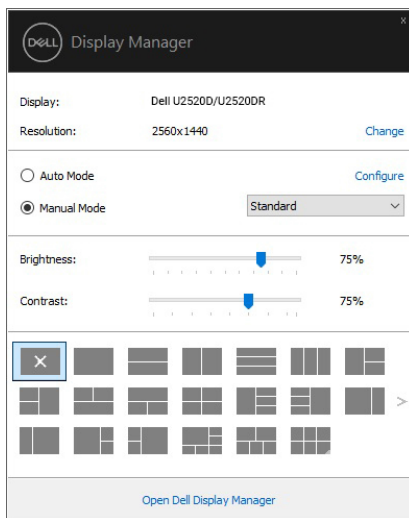 x
DELL Display Manager
Display: Dell U2520D/U2520DR
Resolution: 2560x1440 Change
Auto Mode Configure
Manual Mode Standard
Brightness: 75%
Contrast: 75%
Open Dell Display Manager